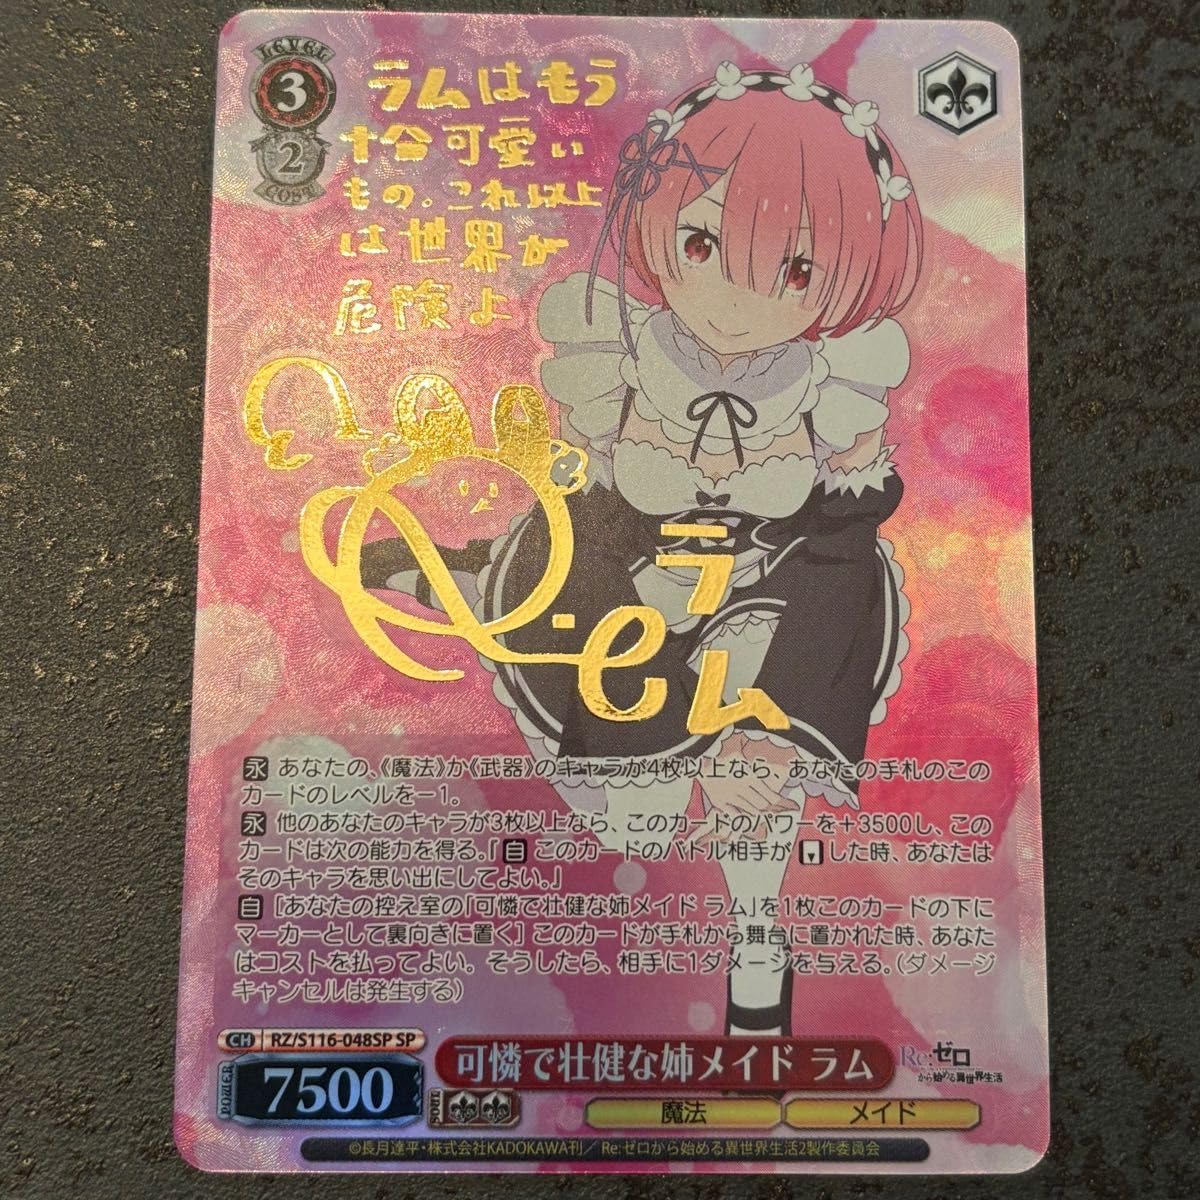 LEVEL
3
2
COST
ラムはもう
十分可愛い
もの。これ以上
は世界が
危険よ
ラム
永 あなたの、《魔法》か《武器》のキャラが4枚以上なら、あなたの手札のこの
カードのレベルを－1。
永 他のあなたのキャラが3枚以上なら、このカードのパワーを＋3500し、この
カードは次の能力を得る。「自 このカードのバトル相手が▼した時、あなたは
そのキャラを思い出にしてよい。」
自 ［あなたの控え室の「可憐で壮健な姉メイド ラム」を1枚このカードの下に
マーカーとして裏向きに置く］ このカードが手札から舞台に置かれた時、あなた
はコストを払ってよい。そうしたら、相手に1ダメージを与える。（ダメージ
キャンセルは発生する）
CH RZ/S116-048SP SP
可憐で壮健な姉メイド ラム
Re:ゼロ
から始める異世界生活
POWER
7500
SOUL
魔法
メイド
©長月達平・株式会社KADOKAWA刊／Re:ゼロから始める異世界生活2製作委員会